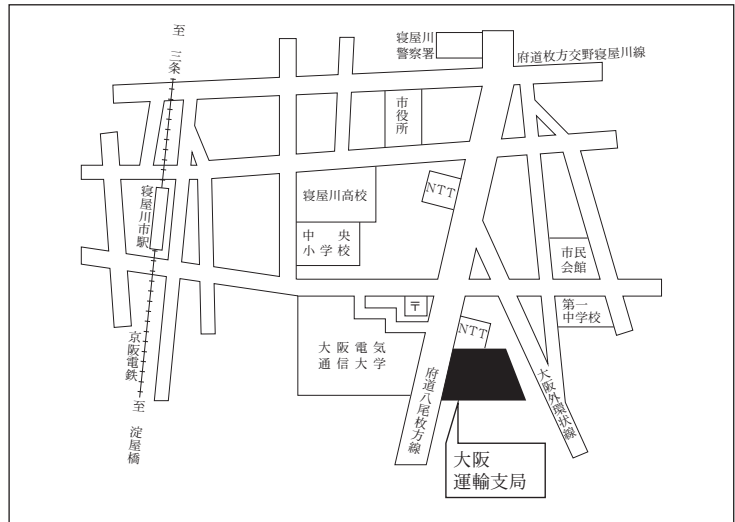 至 三条
寝屋川
警察署
府道枚方交野寝屋川線
市役所
寝屋川市駅
寝屋川高校
NTT
中央
小学校
市民
会館
〒
第一
中学校
NTT
京阪電鉄
大阪電気
通信大学
府道八尾枚方線
大阪外環状線
至 淀屋橋
大阪
運輸支局